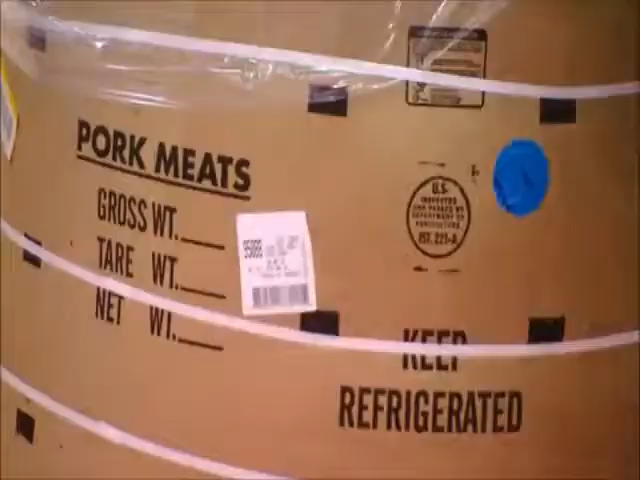 PORK MEATS
GROSS WT.
TARE WT.
NET WT.
95088
U.S.
INSPECTED
AND PASSED BY
DEPARTMENT OF
AGRICULTURE
EST. 221-A
KEEP
REFRIGERATED